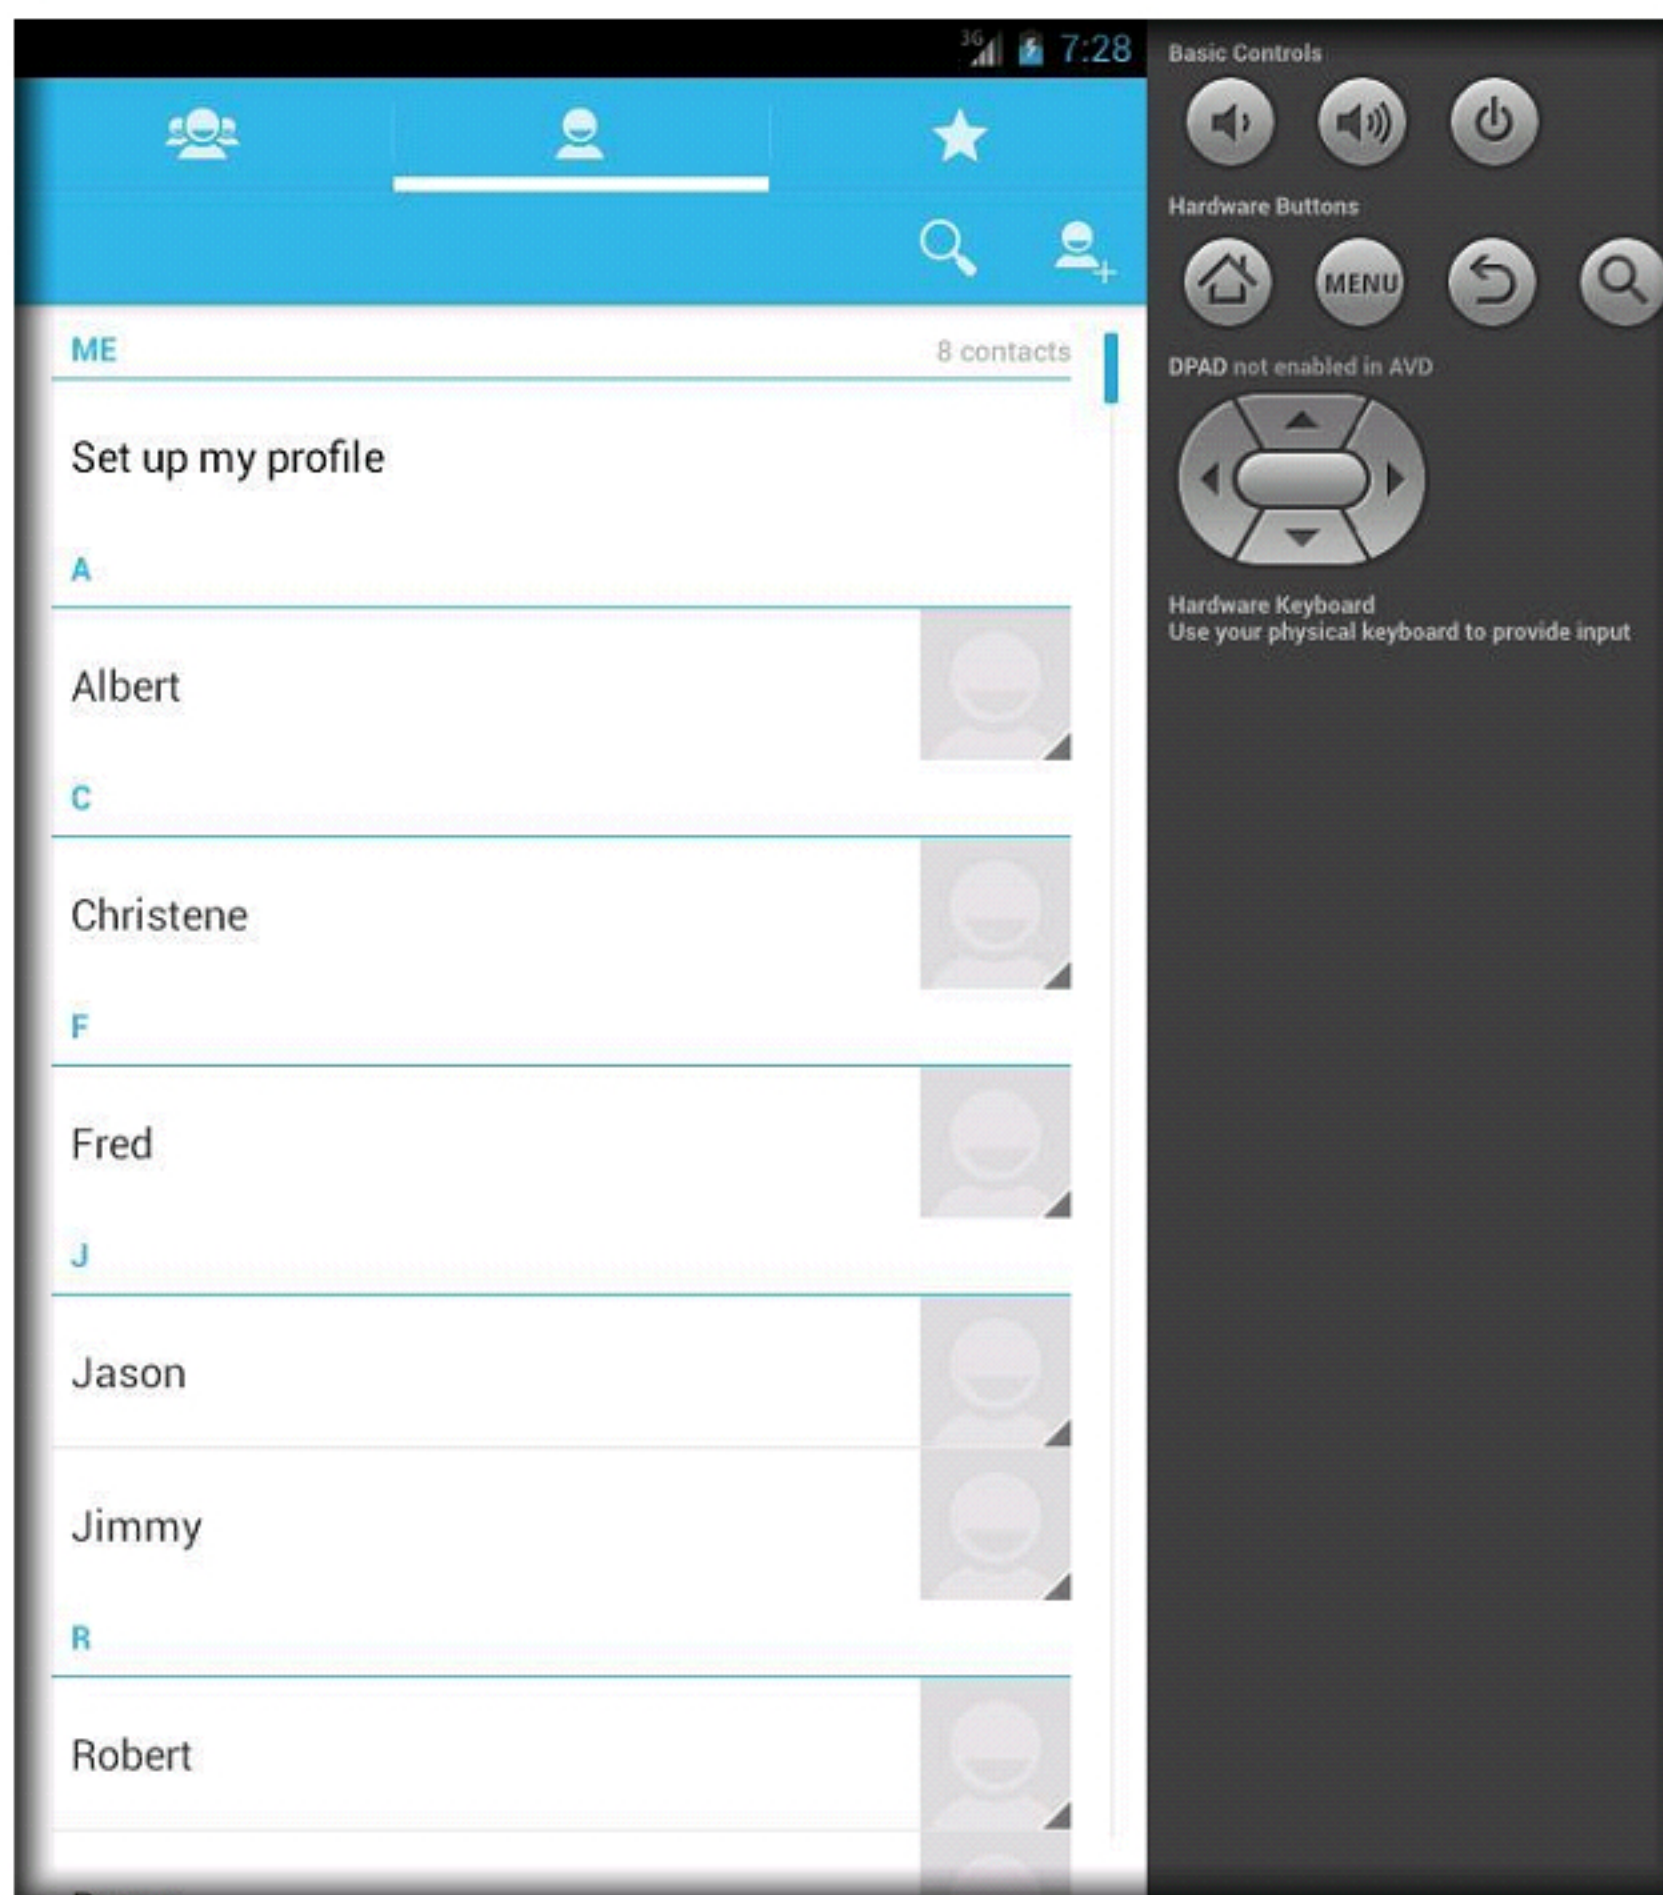 3G 7:28
ME 8 contacts
Set up my profile
A
Albert
C
Christene
F
Fred
J
Jason
Jimmy
R
Robert
Basic Controls
Hardware Buttons
MENU
DPAD not enabled in AVD
Hardware Keyboard
Use your physical keyboard to provide input